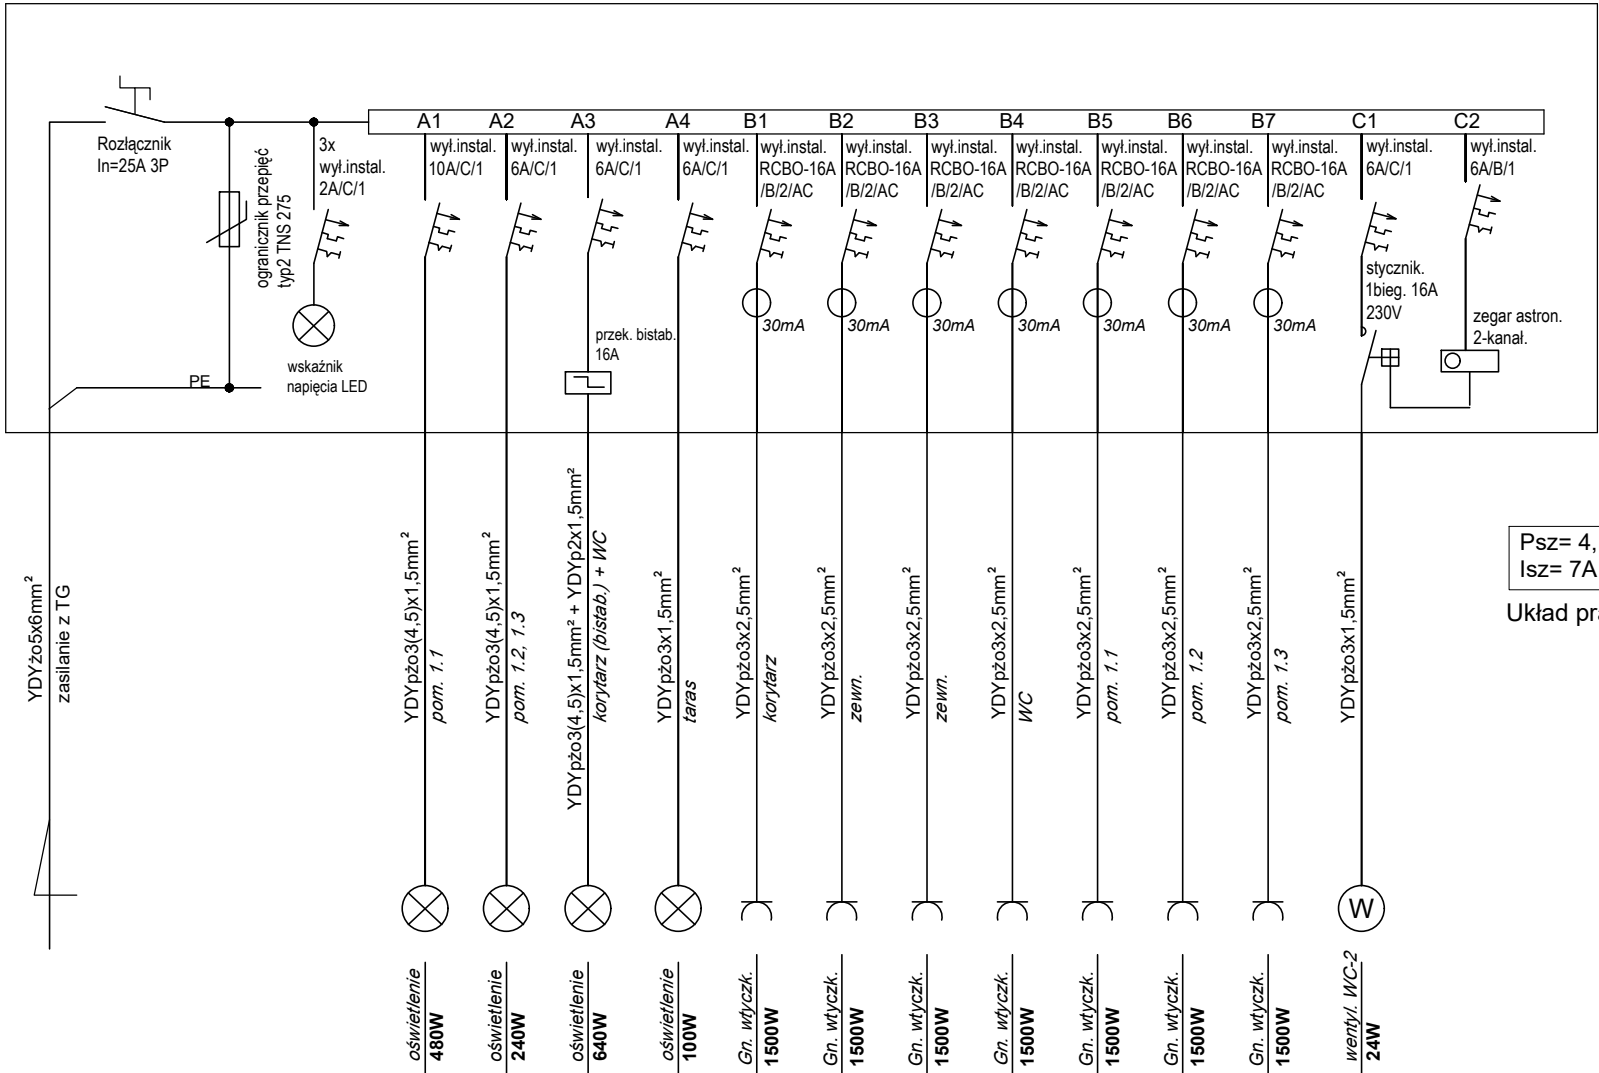 A1
A2
A3
A4
B1
B2
B3
B4
B5
B6
B7
C1
C2
Rozłącznik
In=25A 3P
ogranicznik przepięć
typ2 TNS 275
3x
wył.instal.
2A/C/1
wył.instal.
10A/C/1
wył.instal.
6A/C/1
wył.instal.
6A/C/1
wył.instal.
6A/C/1
wył.instal.
RCBO-16A
/B/2/AC
wył.instal.
RCBO-16A
/B/2/AC
wył.instal.
RCBO-16A
/B/2/AC
wył.instal.
RCBO-16A
/B/2/AC
wył.instal.
RCBO-16A
/B/2/AC
wył.instal.
RCBO-16A
/B/2/AC
wył.instal.
RCBO-16A
/B/2/AC
wył.instal.
6A/C/1
wył.instal.
6A/B/1
30mA
30mA
30mA
30mA
30mA
30mA
30mA
stycznik.
1bieg. 16A
230V
zegar astron.
2-kanał.
przek. bistab.
16A
wskaźnik
napięcia LED
PE
YDYżo5x6mm²
zasilanie z TG
YDYpżo3(4,5)x1,5mm²
pom. 1.1
YDYpżo3(4,5)x1,5mm²
pom. 1.2, 1.3
YDYpżo3(4,5)x1,5mm² + YDYp2x1,5mm²
korytarz (bistab.) + WC
YDYpżo3x1,5mm²
taras
YDYpżo3x2,5mm²
korytarz
YDYpżo3x2,5mm²
zewn.
YDYpżo3x2,5mm²
zewn.
YDYpżo3x2,5mm²
WC
YDYpżo3x2,5mm²
pom. 1.1
YDYpżo3x2,5mm²
pom. 1.2
YDYpżo3x2,5mm²
pom. 1.3
YDYpżo3x1,5mm²
Psz= 4,
Isz= 7A
Układ pra
W
oświetlenie
480W
oświetlenie
240W
oświetlenie
640W
oświetlenie
100W
Gn. wtyczk.
1500W
Gn. wtyczk.
1500W
Gn. wtyczk.
1500W
Gn. wtyczk.
1500W
Gn. wtyczk.
1500W
Gn. wtyczk.
1500W
Gn. wtyczk.
1500W
wentyl. WC-2
24W